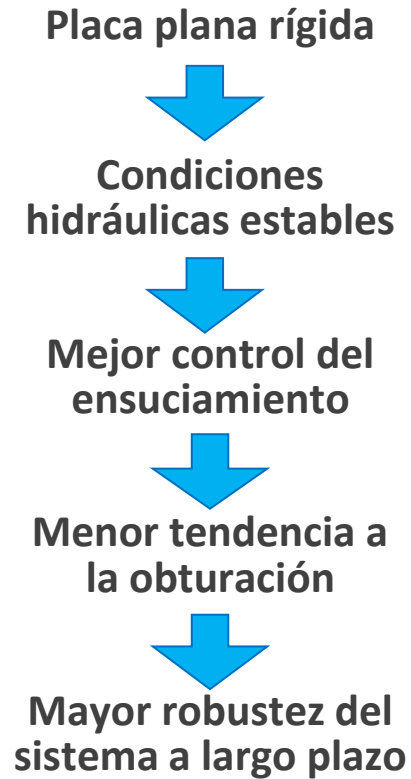 Placa plana rígida
Condiciones
hidráulicas estables
Mejor control del
ensuciamiento
Menor tendencia a
la obturación
Mayor robustez del
sistema a largo plazo